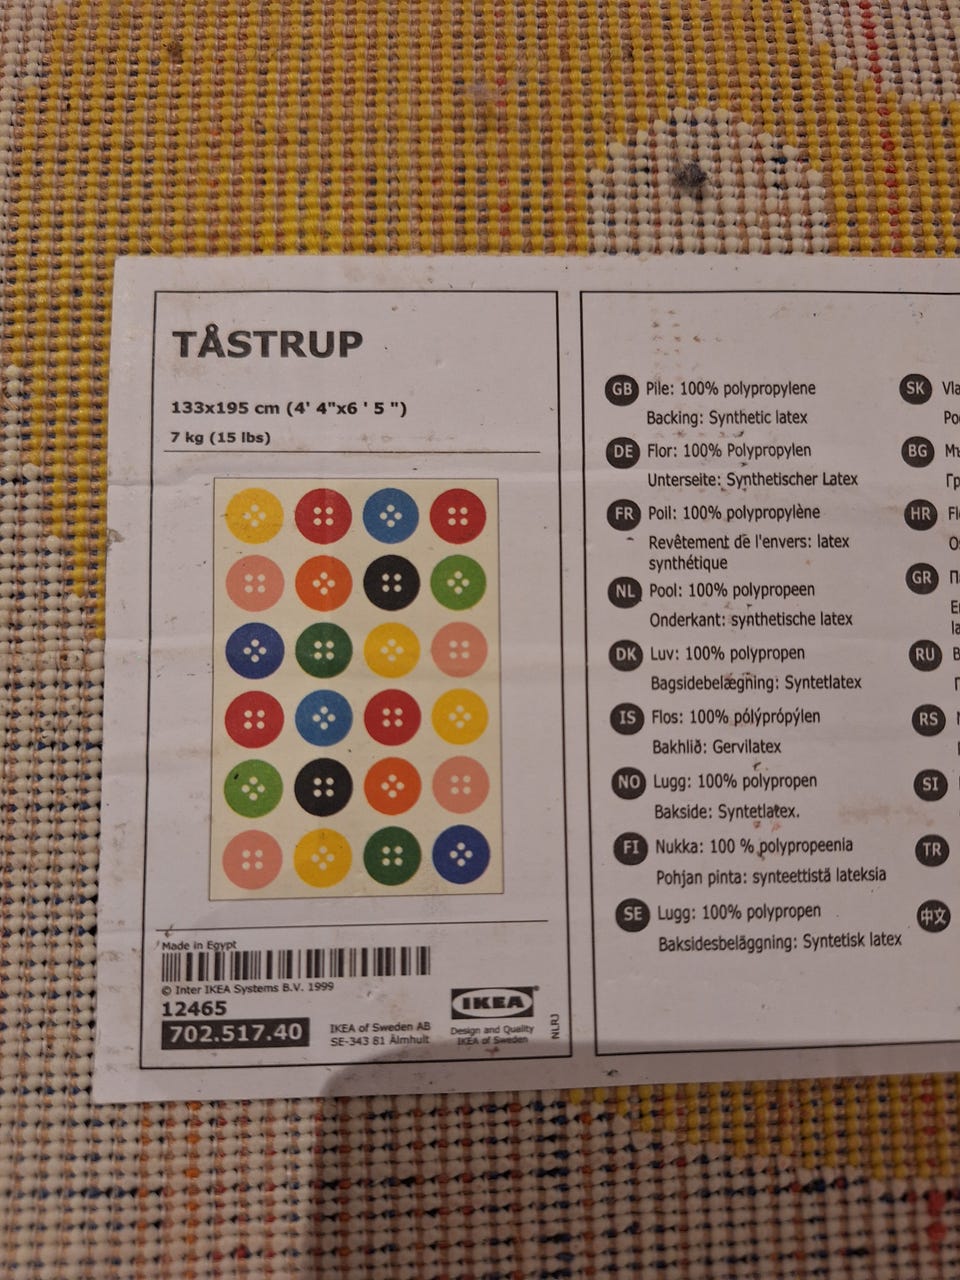 TÅSTRUP
133x195 cm (4' 4"x6 ' 5 ")
7 kg (15 lbs)
Made in Egypt
© Inter IKEA Systems B.V. 1999
12465
702.517.40
IKEA of Sweden AB
SE-343 81 Älmhult
IKEA
®
Design and Quality
IKEA of Sweden
NLRJ
GB Pile: 100% polypropylene
Backing: Synthetic latex
DE Flor: 100% Polypropylen
Unterseite: Synthetischer Latex
FR Poil: 100% polypropylène
Revêtement de l'envers: latex
synthétique
NL Pool: 100% polypropeen
Onderkant: synthetische latex
DK Luv: 100% polypropen
Bagsidebelægning: Syntetlatex
IS Flos: 100% pólýprópýlen
Bakhlið: Gervilatex
NO Lugg: 100% polypropen
Bakside: Syntetlatex.
FI Nukka: 100 % polypropeenia
Pohjan pinta: synteettistä lateksia
SE Lugg: 100% polypropen
Baksidesbeläggning: Syntetisk latex
SK
BG
HR
GR
RU
RS
SI
TR
中文